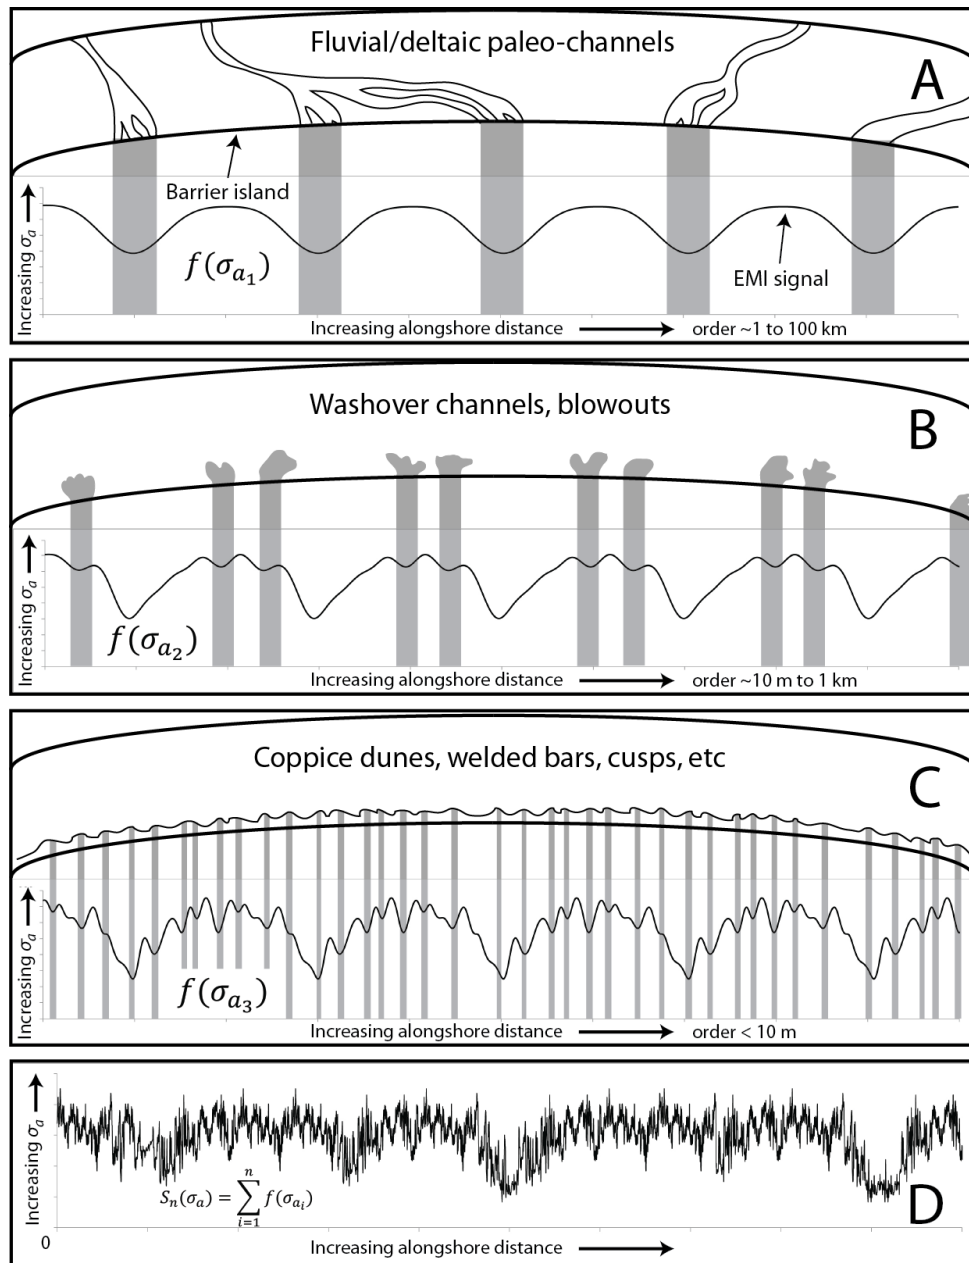 Fluvial/deltaic paleo-channels
A
Barrier island
Increasing σₐ
f(σₐ₁)
EMI signal
Increasing alongshore distance
order ~1 to 100 km
Washover channels, blowouts
B
Increasing σₐ
f(σₐ₂)
Increasing alongshore distance
order ~10 m to 1 km
Coppice dunes, welded bars, cusps, etc
C
Increasing σₐ
f(σₐ₃)
Increasing alongshore distance
order < 10 m
D
Increasing σₐ
Sₙ(σₐ) = ∑ⁿᵢ₌₁ f(σₐᵢ)
0
Increasing alongshore distance